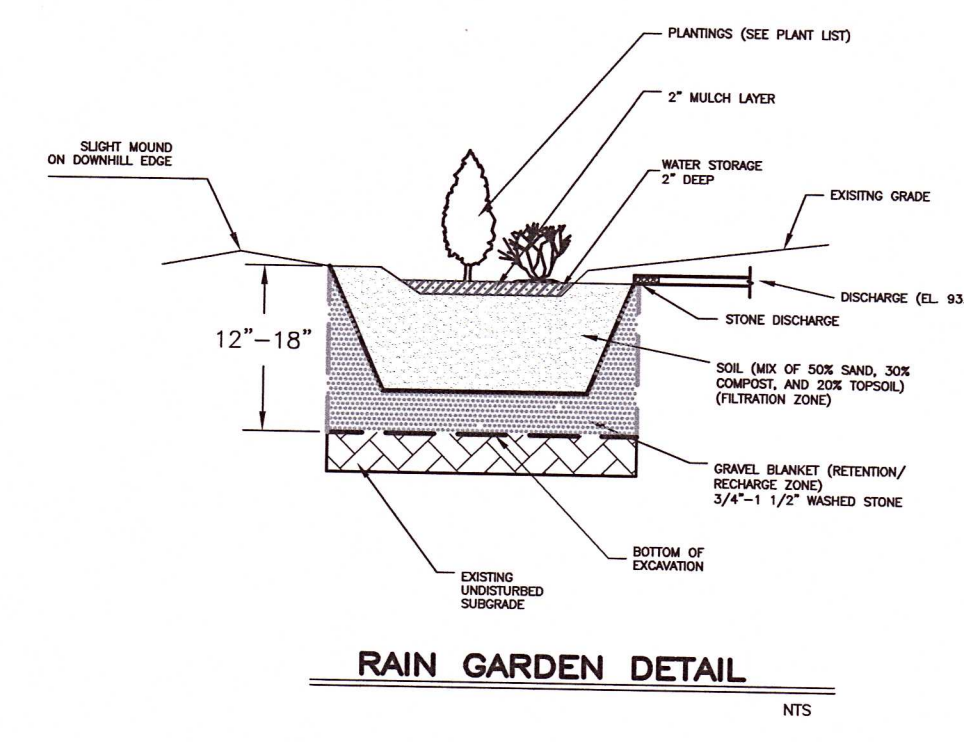 PLANTINGS (SEE PLANT LIST)
2" MULCH LAYER
SLIGHT MOUND
ON DOWNHILL EDGE
WATER STORAGE
2" DEEP
EXISITNG GRADE
DISCHARGE (EL. 93
STONE DISCHARGE
12"-18"
SOIL (MIX OF 50% SAND, 30%
COMPOST, AND 20% TOPSOIL)
(FILTRATION ZONE)
GRAVEL BLANKET (RETENTION/
RECHARGE ZONE)
3/4"-1 1/2" WASHED STONE
BOTTOM OF
EXCAVATION
EXISTING
UNDISTURBED
SUBGRADE
RAIN GARDEN DETAIL
NTS